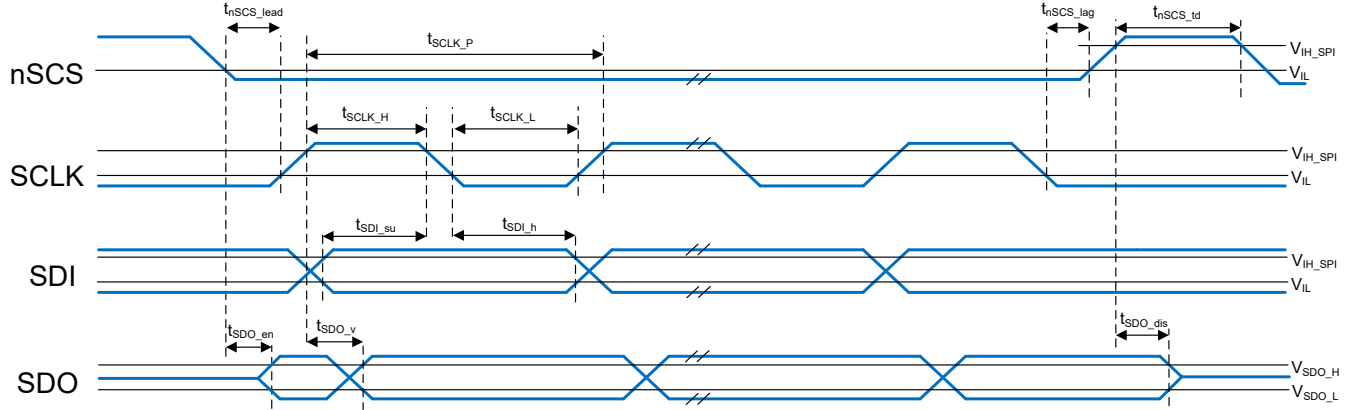 tnSCS_lead
tnSCS_lag
tnSCS_td
tSCLK_P
nSCS
VIH_SPI
VIL
tSCLK_H
tSCLK_L
SCLK
VIH_SPI
VIL
tSDI_su
tSDI_h
SDI
VIH_SPI
VIL
tSDO_en
tSDO_v
tSDO_dis
SDO
VSDO_H
VSDO_L